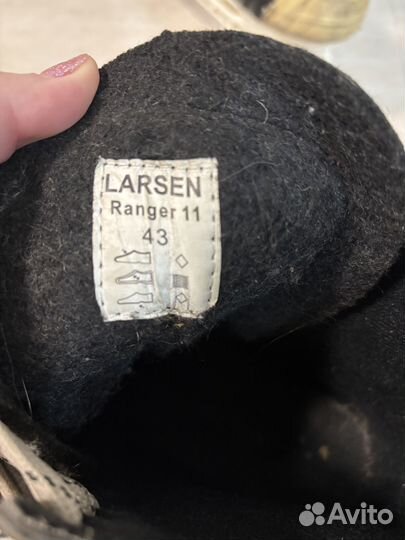 LARSEN
Ranger 11
43
Avito